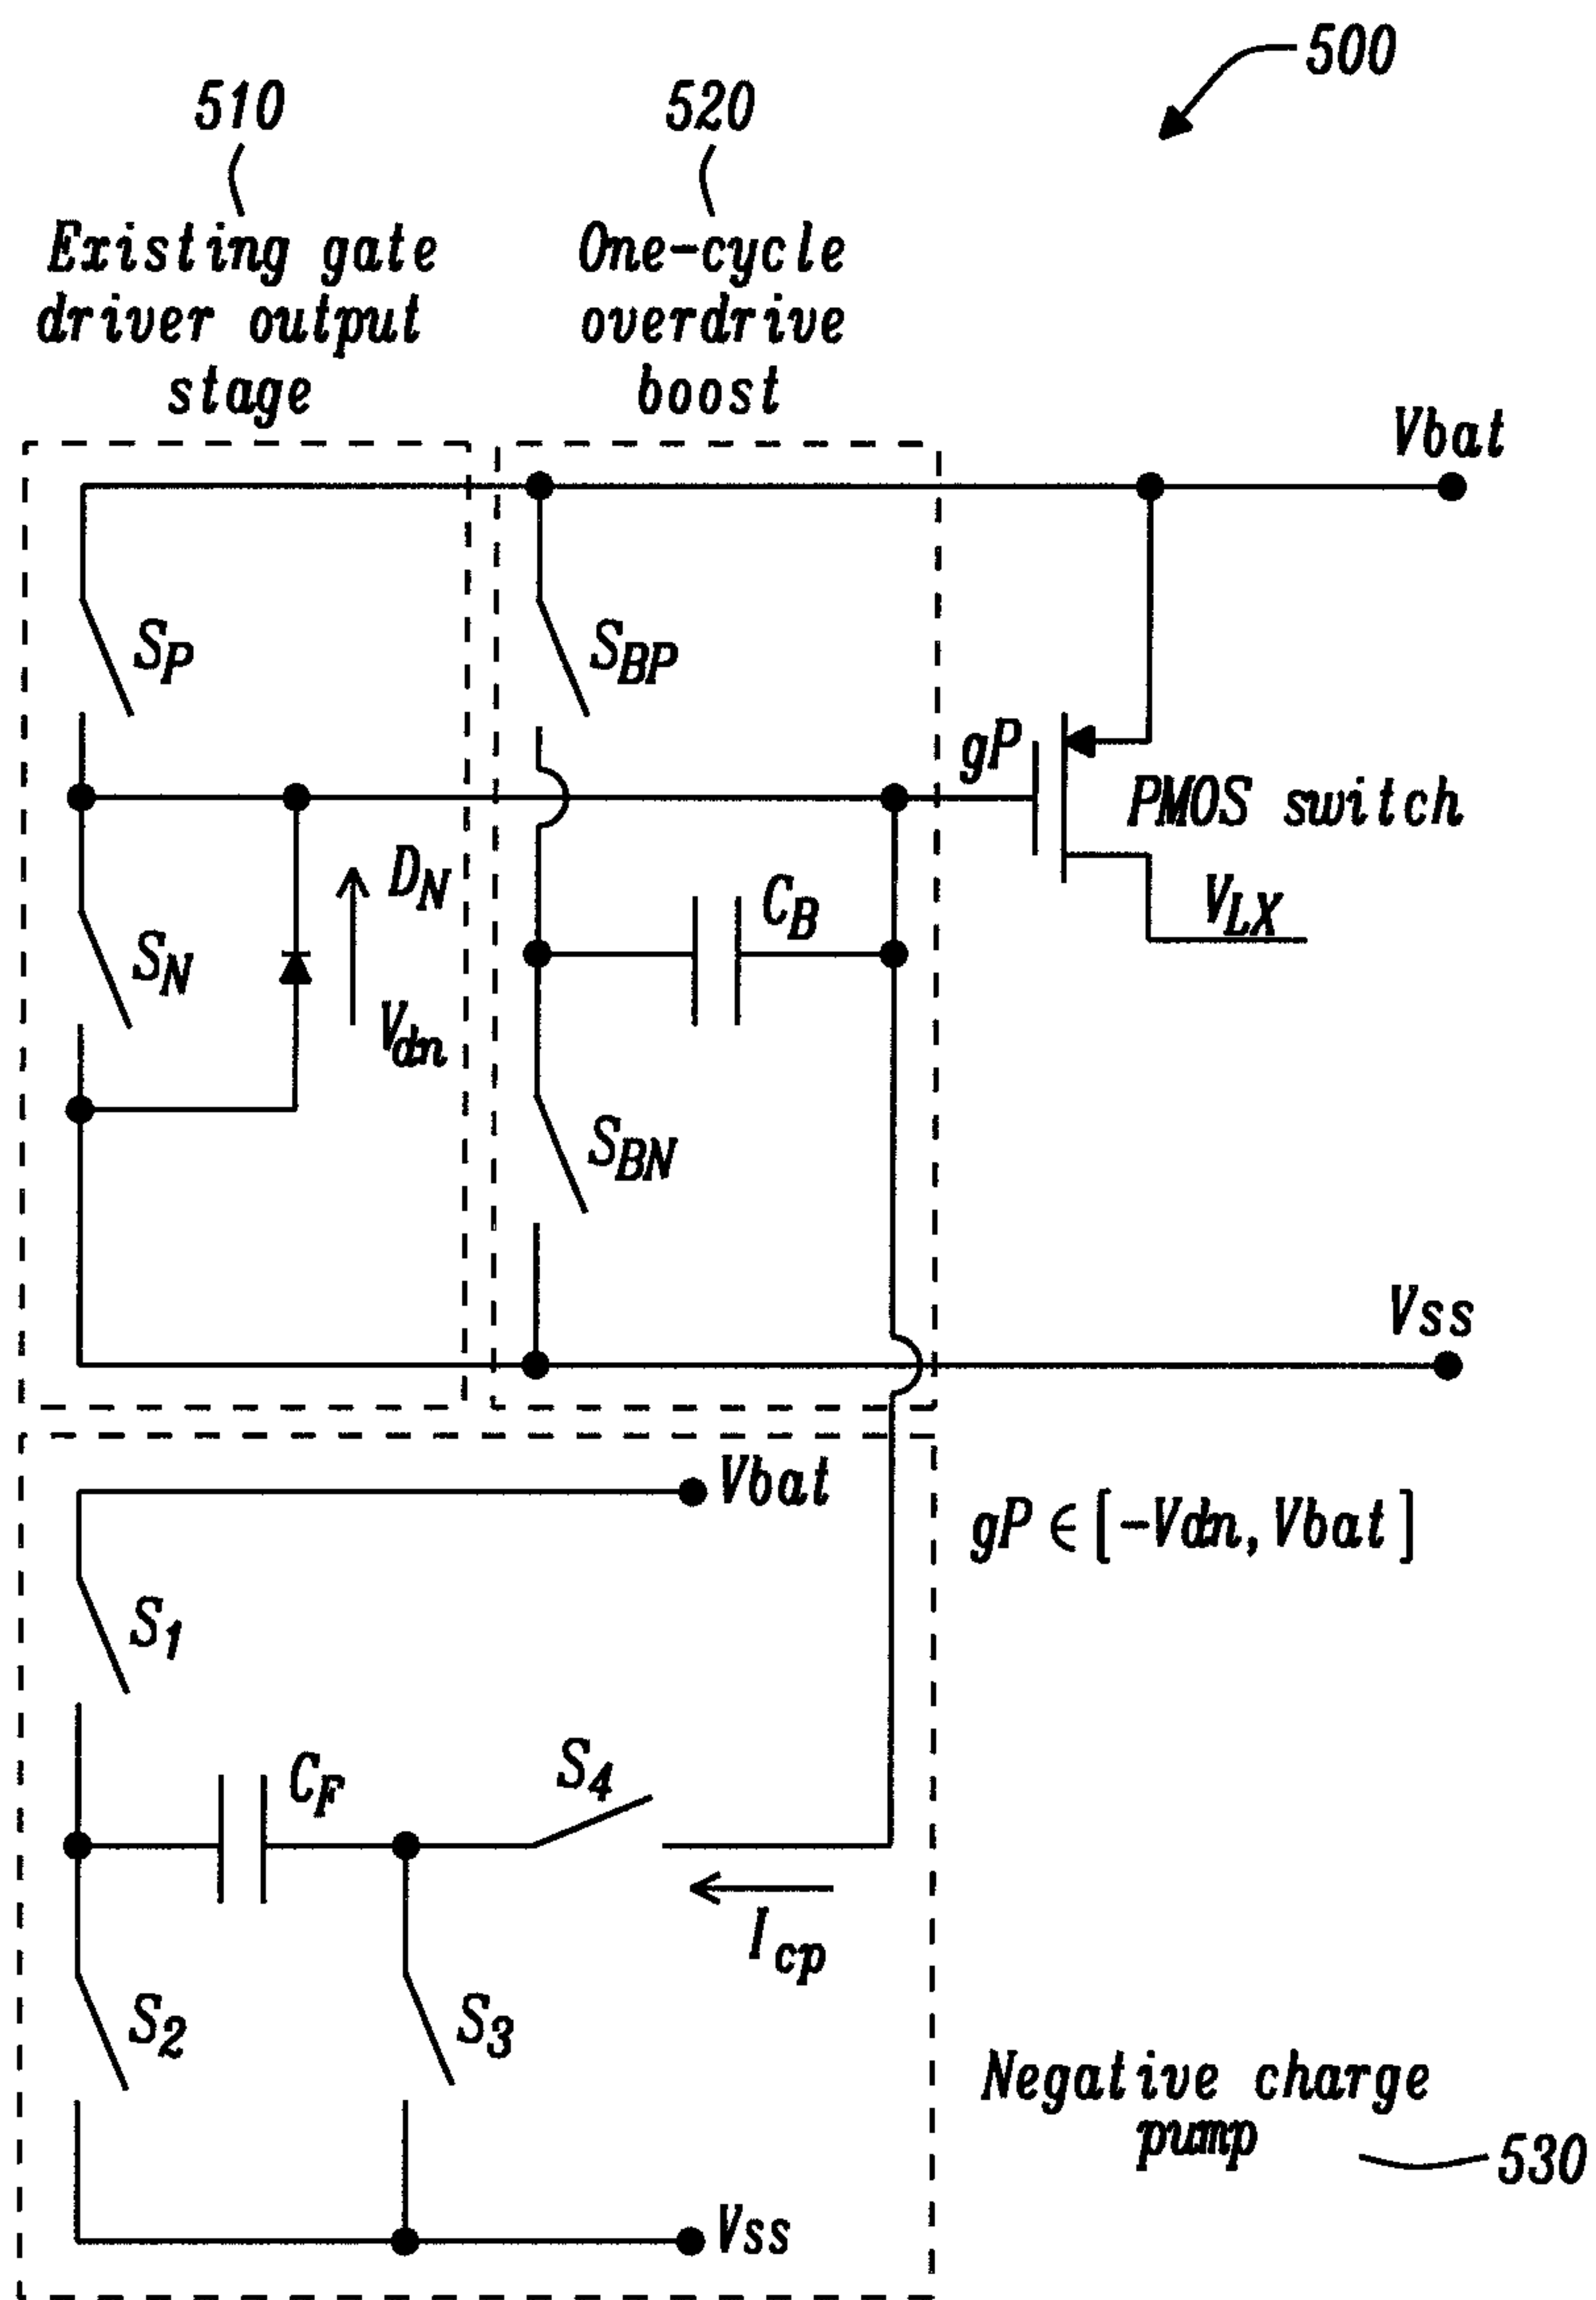 500
510
520
Existing gate
driver output
stage
One-cycle
overdrive
boost
Vbat
SP
SBP
gP
PMOS switch
DN
CB
VLX
SN
Vdn
SBN
Vss
Vbat
gP ∈ [-Vdn, Vbat]
S1
CF
S4
Icp
S2
S3
Negative charge
pump
530
Vss